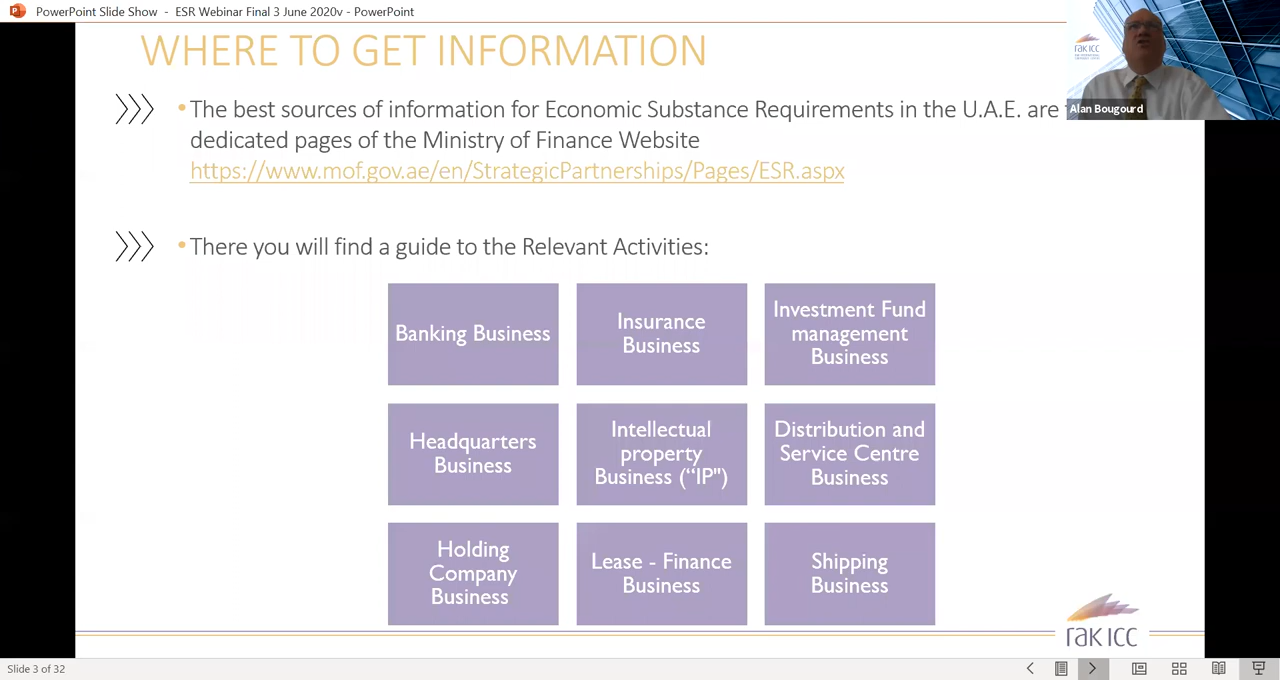 PowerPoint Slide Show - ESR Webinar Final 3 June 2020v - PowerPoint
WHERE TO GET INFORMATION
rak icc
Alan Bougourd
• The best sources of information for Economic Substance Requirements in the U.A.E. are
dedicated pages of the Ministry of Finance Website
https://www.mof.gov.ae/en/StrategicPartnerships/Pages/ESR.aspx
• There you will find a guide to the Relevant Activities:
Banking Business
Insurance
Business
Investment Fund
management
Business
Headquarters
Business
Intellectual
property
Business (“IP")
Distribution and
Service Centre
Business
Holding
Company
Business
Lease - Finance
Business
Shipping
Business
rak icc
Slide 3 of 32